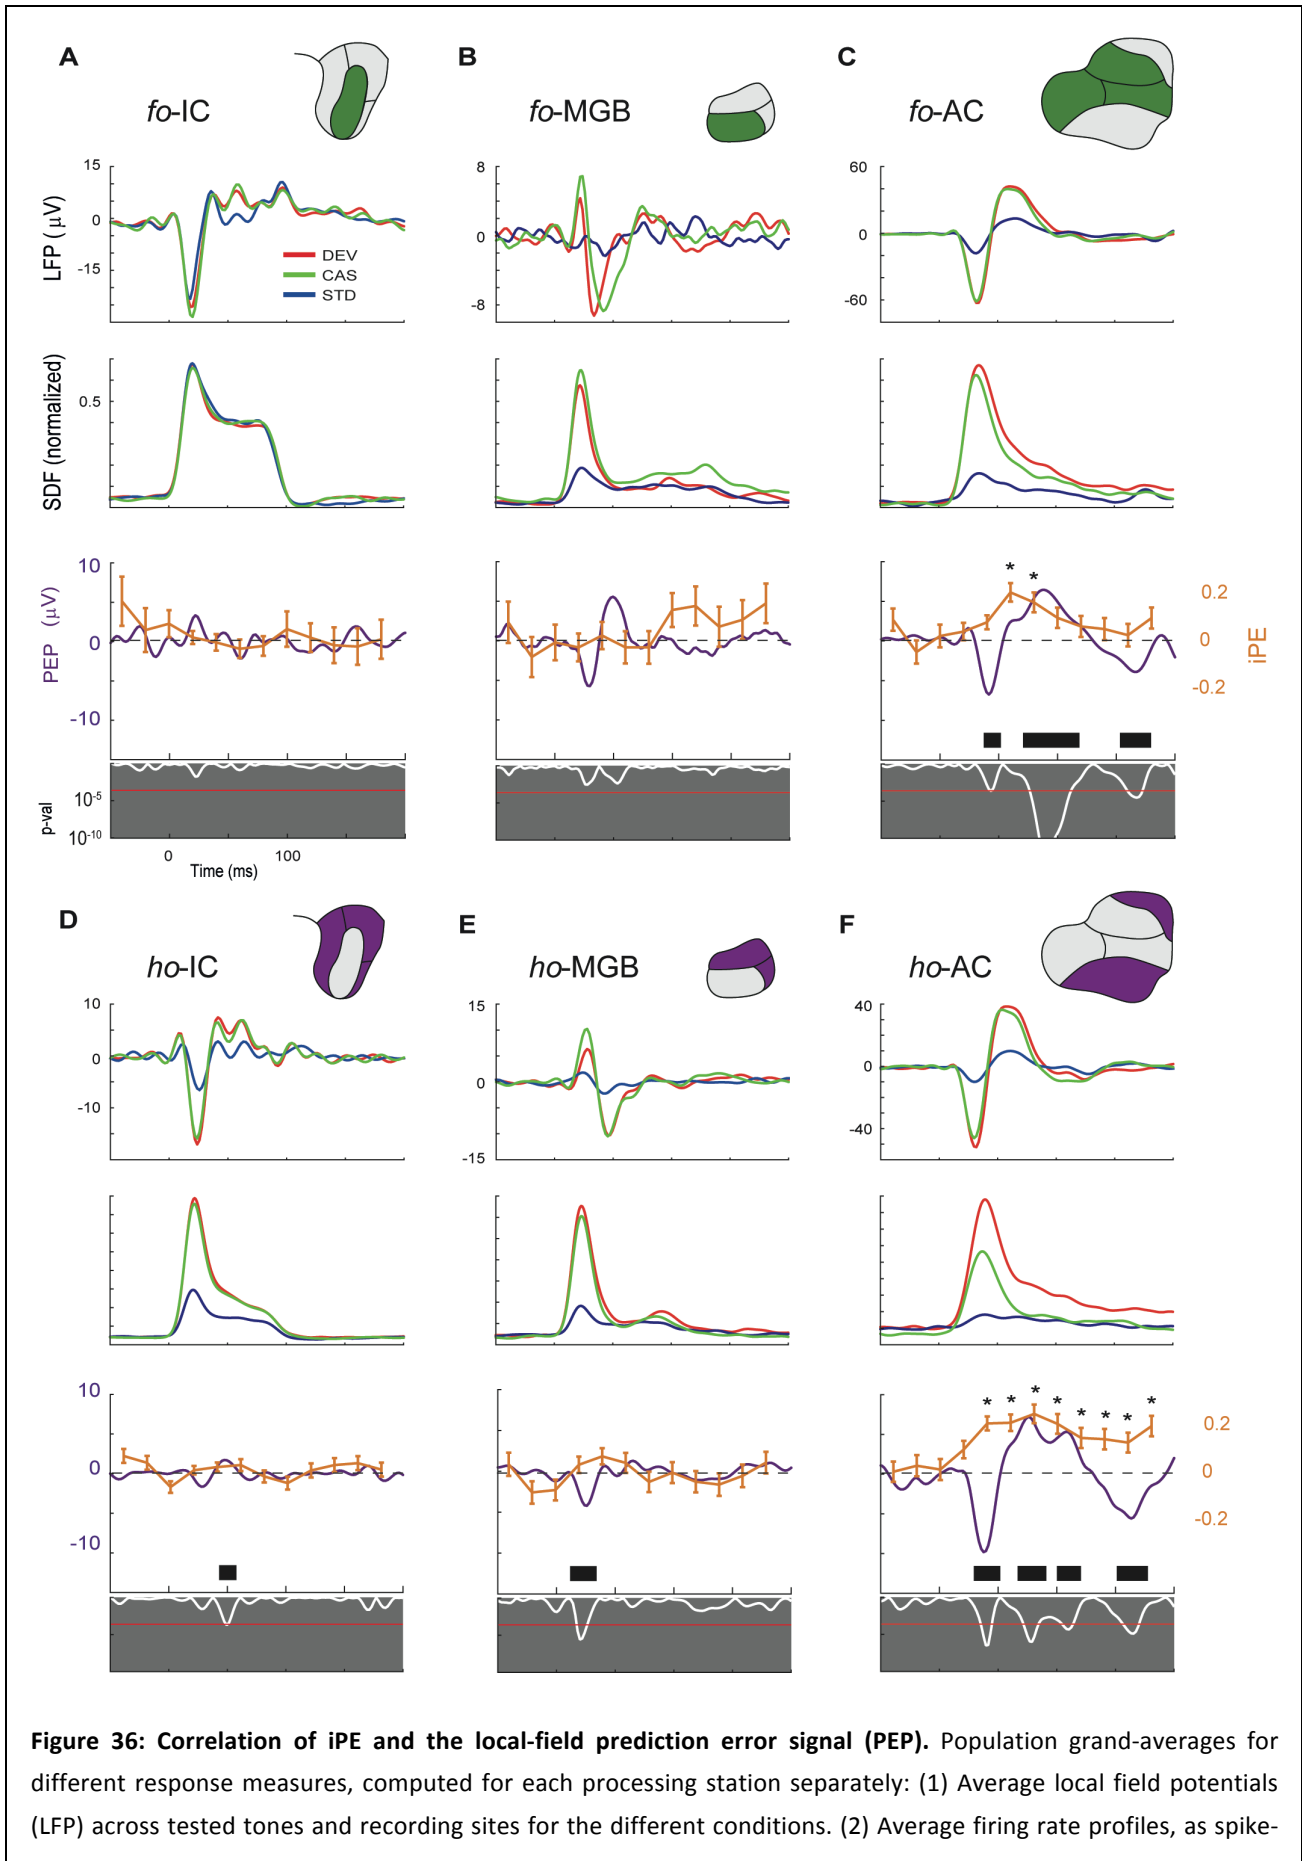 A
fo-IC
B
fo-MGB
C
fo-AC
LFP (μV)
15
0
-15
DEV
CAS
STD
8
0
-8
60
0
-60
SDF (normalized)
0.5
PEP (μV)
10
0
-10
* *
0.2
0
-0.2
iPE
p-val
10-5
10-10
0 100
Time (ms)
D
ho-IC
E
ho-MGB
F
ho-AC
10
0
-10
15
0
-15
40
0
-40
10
0
-10
* * * * * * * *
0.2
0
-0.2
Figure 36: Correlation of iPE and the local-field prediction error signal (PEP). Population grand-averages for
different response measures, computed for each processing station separately: (1) Average local field potentials
(LFP) across tested tones and recording sites for the different conditions. (2) Average firing rate profiles, as spike-